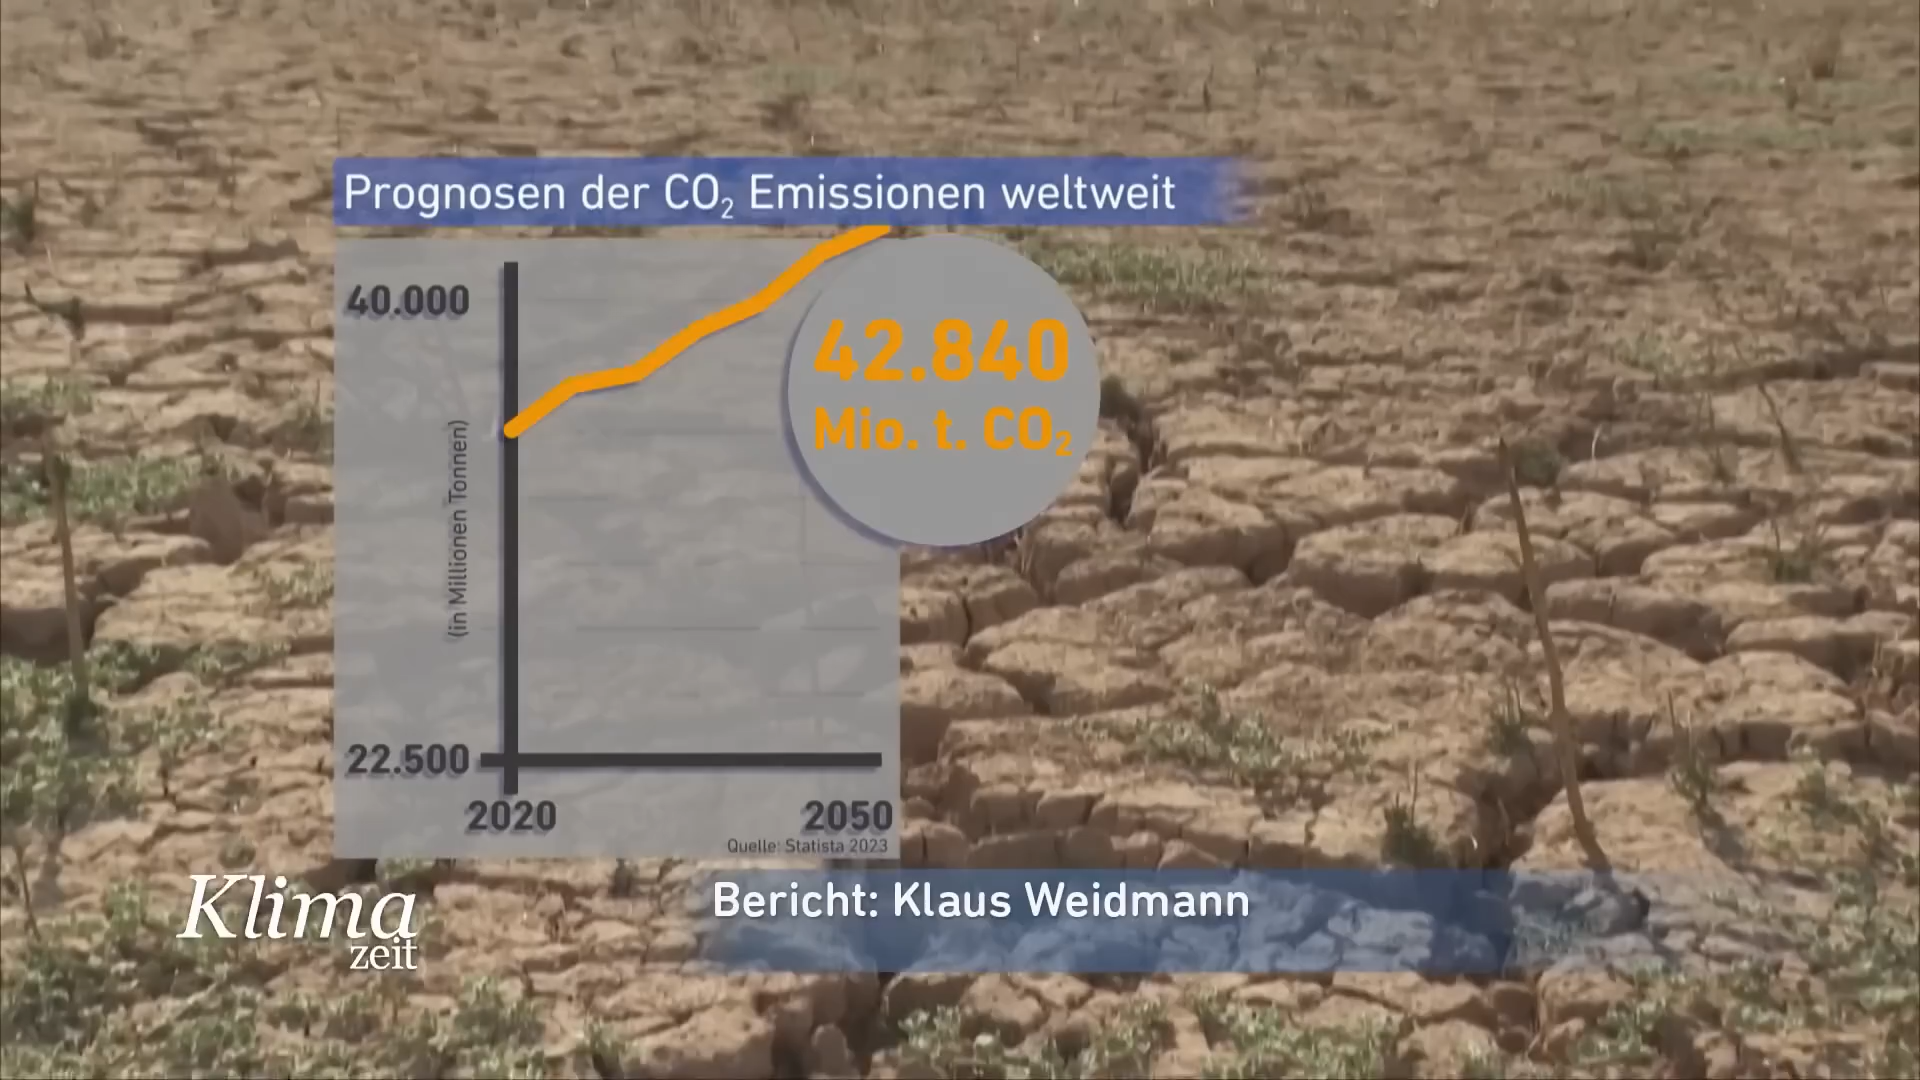 Prognosen der CO₂ Emissionen weltweit
40.000
42.840
Mio. t. CO₂
(in Millionen Tonnen)
22.500
2020
2050
Quelle: Statista 2023
Klima
zeit
Bericht: Klaus Weidmann